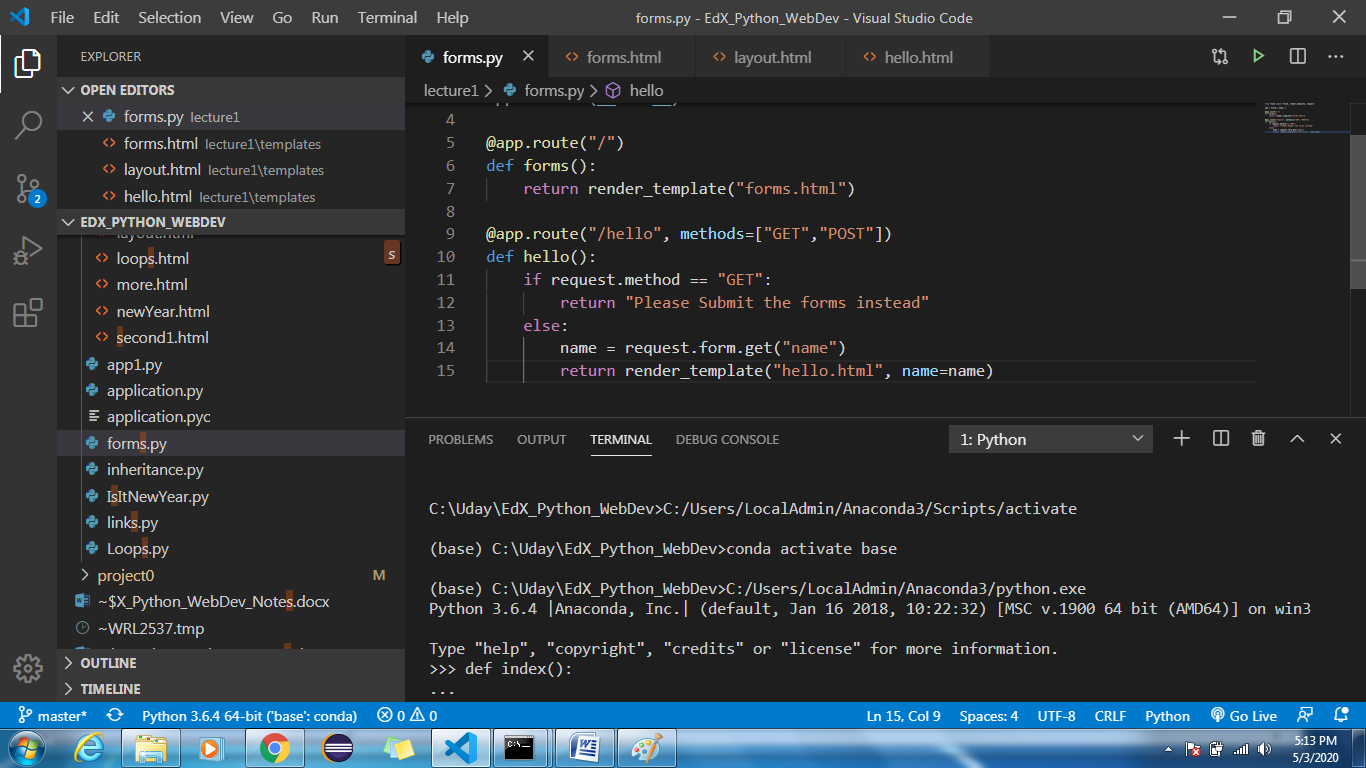 File Edit Selection View Go Run Terminal Help forms.py - EdX_Python_WebDev - Visual Studio Code
EXPLORER
OPEN EDITORS
forms.py lecture1
forms.html lecture1\templates
layout.html lecture1\templates
hello.html lecture1\templates
EDX_PYTHON_WEBDEV
layout.html
s
loops.html
more.html
newYear.html
second1.html
app1.py
application.py
application.pyc
forms.py
inheritance.py
IsItNewYear.py
links.py
Loops.py
project0 M
~$X_Python_WebDev_Notes.docx
~WRL2537.tmp
OUTLINE
TIMELINE
2
forms.py forms.html layout.html hello.html
lecture1 > forms.py > hello
4
5 @app.route("/")
6 def forms():
7 return render_template("forms.html")
8
9 @app.route("/hello", methods=["GET","POST"])
10 def hello():
11 if request.method == "GET":
12 return "Please Submit the forms instead"
13 else:
14 name = request.form.get("name")
15 return render_template("hello.html", name=name)
PROBLEMS OUTPUT TERMINAL DEBUG CONSOLE 1: Python
C:\Uday\EdX_Python_WebDev>C:/Users/LocalAdmin/Anaconda3/Scripts/activate
(base) C:\Uday\EdX_Python_WebDev>conda activate base
(base) C:\Uday\EdX_Python_WebDev>C:/Users/LocalAdmin/Anaconda3/python.exe
Python 3.6.4 |Anaconda, Inc.| (default, Jan 16 2018, 10:22:32) [MSC v.1900 64 bit (AMD64)] on win3
Type "help", "copyright", "credits" or "license" for more information.
>>> def index():
...
master* Python 3.6.4 64-bit ('base': conda) 0 0 Ln 15, Col 9 Spaces: 4 UTF-8 CRLF Python Go Live
5:13 PM
5/3/2020